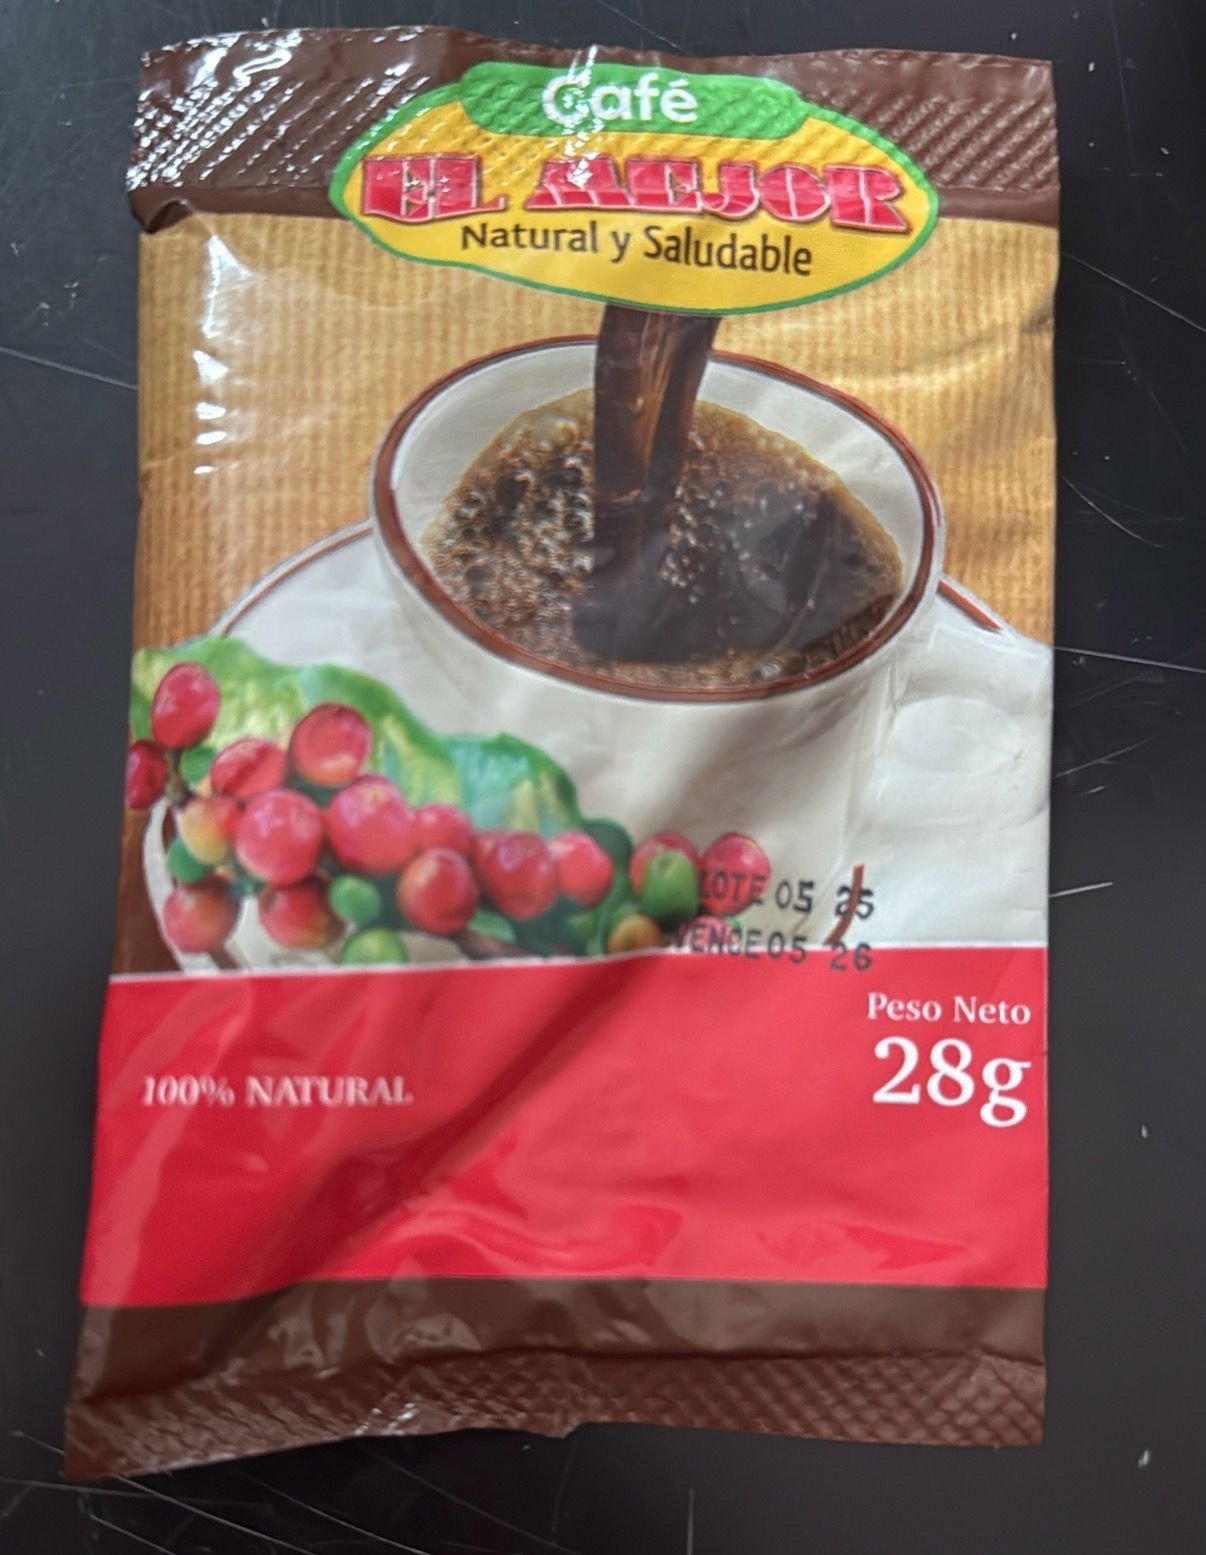 Café
EL MEJOR
Natural y Saludable
LOTE 05 25
VENCE 05 26
Peso Neto
28g
100% NATURAL